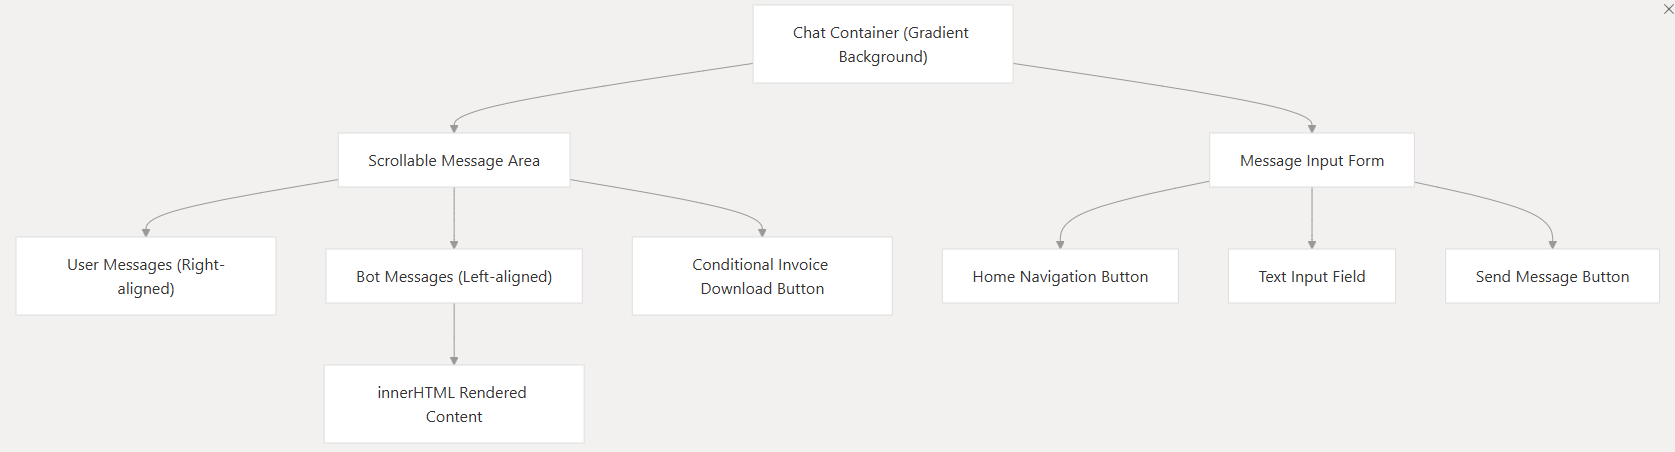 Chat Container (Gradient
Background)
Scrollable Message Area
Message Input Form
User Messages (Right-
aligned)
Bot Messages (Left-aligned)
Conditional Invoice
Download Button
Home Navigation Button
Text Input Field
Send Message Button
innerHTML Rendered
Content